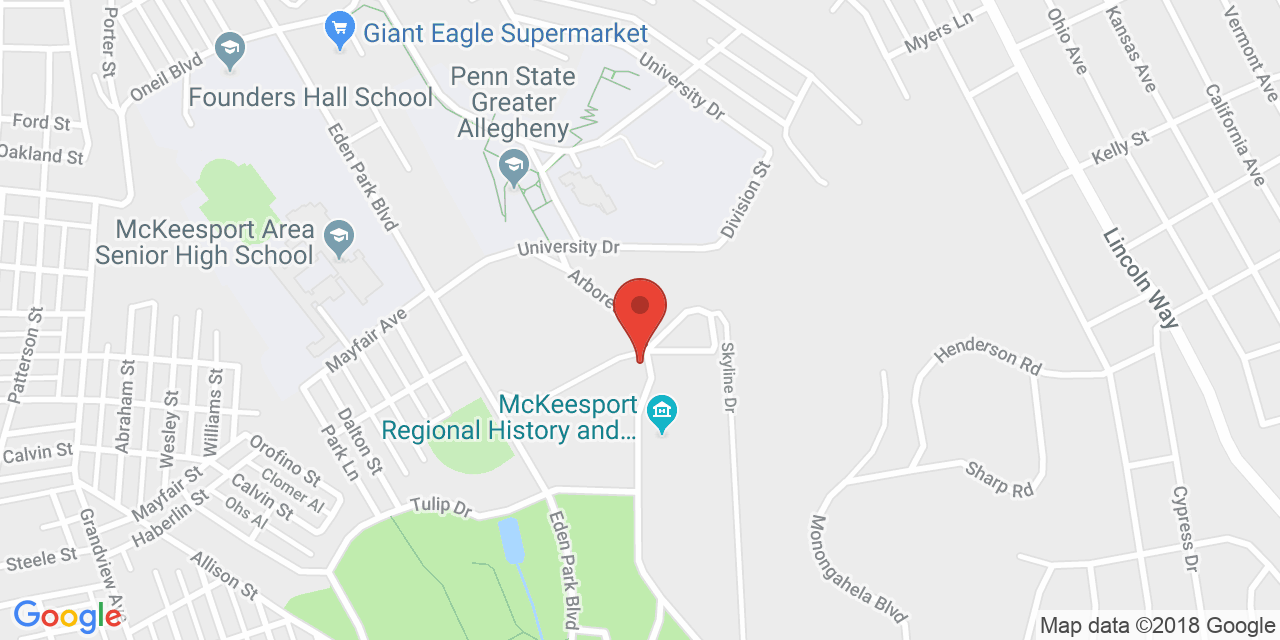 Porter St
Oneil Blvd
Giant Eagle Supermarket
Founders Hall School
Penn State
Greater
Allegheny
University Dr
Myers Ln
Ohio Ave
Kansas Ave
Vermont Ave
California Ave
Kelly St
Ford St
Oakland St
Eden Park Blvd
McKeesport Area
Senior High School
University Dr
Division St
Lincoln Way
Patterson St
Mayfair Ave
Skyline Dr
Henderson Rd
Abraham St
Wesley St
Williams St
Dalton St
Park Ln
McKeesport
Regional History and...
Calvin St
Orofino St
Clomer Al
Calvin St
Ohs Al
Mayfair St
Haberlin St
Tulip Dr
Sharp Rd
Cypress Dr
Monongahela Blvd
Steele St
Grandview Ave
Allison St
Eden Park Blvd
Google
Map data ©2018 Google